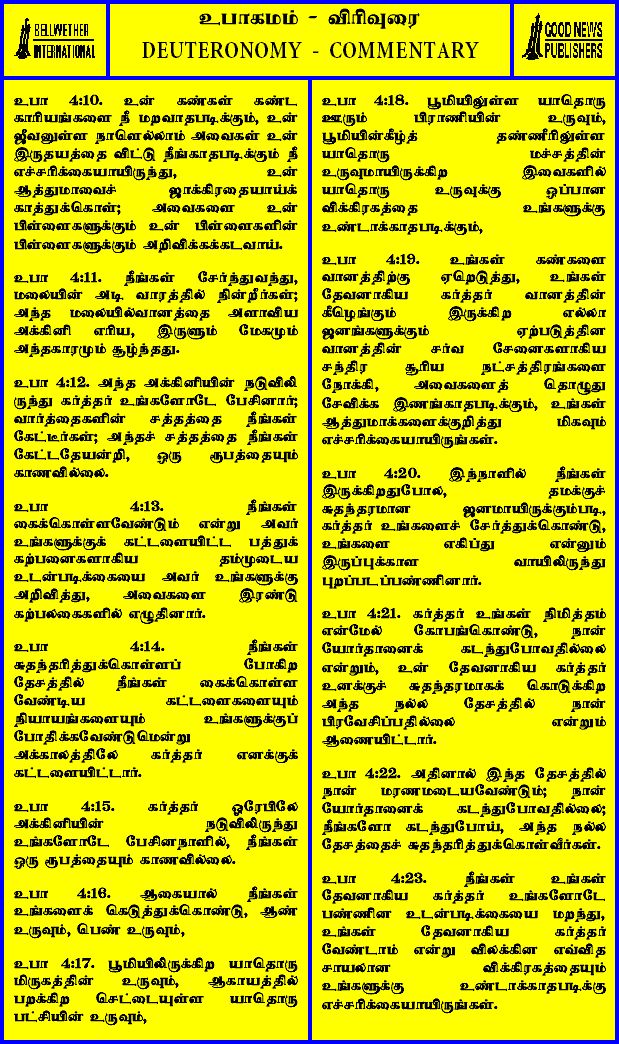 BELLWETHER
INTERNATIONAL
உபாகமம் - விரிவுரை
DEUTERONOMY - COMMENTARY
GOOD NEWS
PUBLISHERS
உபா 4:10. உன் கண்கள் கண்ட
காரியங்களை நீ மறவாதபடிக்கும், உன்
ஜீவனுள்ள நாளெல்லாம் அவைகள் உன்
இருதயத்தை விட்டு நீங்காதபடிக்கும் நீ
எச்சரிக்கையாயிருந்து, உன்
ஆத்துமாவைச் ஜாக்கிரதையாய்க்
காத்துக்கொள்; அவைகளை உன்
பிள்ளைகளுக்கும் உன் பிள்ளைகளின்
பிள்ளைகளுக்கும் அறிவிக்கக்கடவாய்.
உபா 4:11. நீங்கள் சேர்ந்துவந்து,
மலையின் அடி வாரத்தில் நின்றீர்கள்;
அந்த மலையில்வானத்தை அளாவிய
அக்கினி எரிய, இருளும் மேகமும்
அந்தகாரமும் சூழ்ந்தது.
உபா 4:12. அந்த அக்கினியின் நடுவிலி
ருந்து கர்த்தர் உங்களோடே பேசினார்;
வார்த்தைகளின் சத்தத்தை நீங்கள்
கேட்டீர்கள்; அந்தச் சத்தத்தை நீங்கள்
கேட்டதேயன்றி, ஒரு ரூபத்தையும்
காணவில்லை.
உபா 4:13. நீங்கள்
கைக்கொள்ளவேண்டும் என்று அவர்
உங்களுக்குக் கட்டளையிட்ட பத்துக்
கற்பனைகளாகிய தம்முடைய
உடன்படிக்கையை அவர் உங்களுக்கு
அறிவித்து, அவைகளை இரண்டு
கற்பலகைகளில் எழுதினார்.
உபா 4:14. நீங்கள்
சுதந்தரித்துக்கொள்ளப் போகிற
தேசத்தில் நீங்கள் கைக்கொள்ள
வேண்டிய கட்டளைகளையும்
நியாயங்களையும் உங்களுக்குப்
போதிக்கவேண்டுமென்று
அக்காலத்திலே கர்த்தர் எனக்குக்
கட்டளையிட்டார்.
உபா 4:15. கர்த்தர் ஓரேபிலே
அக்கினியின் நடுவிலிருந்து
உங்களோடே பேசினநாளில், நீங்கள்
ஒரு ரூபத்தையும் காணவில்லை.
உபா 4:16. ஆகையால் நீங்கள்
உங்களைக் கெடுத்துக்கொண்டு, ஆண்
உருவும், பெண் உருவும்,
உபா 4:17. பூமியிலிருக்கிற யாதொரு
மிருகத்தின் உருவும், ஆகாயத்தில்
பறக்கிற செட்டையுள்ள யாதொரு
பட்சியின் உருவும்,
உபா 4:18. பூமியிலுள்ள யாதொரு
ஊரும் பிராணியின் உருவும்,
பூமியின்கீழ்த் தண்ணீரிலுள்ள
யாதொரு மச்சத்தின்
உருவுமாயிருக்கிற இவைகளில்
யாதொரு உருவுக்கு ஒப்பான
விக்கிரகத்தை உங்களுக்கு
உண்டாக்காதபடிக்கும்,
உபா 4:19. உங்கள் கண்களை
வானத்திற்கு ஏறெடுத்து, உங்கள்
தேவனாகிய கர்த்தர் வானத்தின்
கீழெங்கும் இருக்கிற எல்லா
ஜனங்களுக்கும் ஏற்படுத்தின
வானத்தின் சர்வ சேனைகளாகிய
சந்திர சூரிய நட்சத்திரங்களை
நோக்கி, அவைகளைத் தொழுது
சேவிக்க இணங்காதபடிக்கும், உங்கள்
ஆத்துமாக்களைக்குறித்து மிகவும்
எச்சரிக்கையாயிருங்கள்.
உபா 4:20. இந்நாளில் நீங்கள்
இருக்கிறதுபோல, தமக்குச்
சுதந்தரமான ஜனமாயிருக்கும்படி,
கர்த்தர் உங்களைச் சேர்த்துக்கொண்டு,
உங்களை எகிப்து என்னும்
இருப்புக்காள வாயிலிருந்து
புறப்படப்பண்ணினார்.
உபா 4:21. கர்த்தர் உங்கள் நிமித்தம்
என்மேல் கோபங்கொண்டு, நான்
யோர்தானைக் கடந்துபோவதில்லை
என்றும், உன் தேவனாகிய கர்த்தர்
உனக்குச் சுதந்தரமாகக் கொடுக்கிற
அந்த நல்ல தேசத்தில் நான்
பிரவேசிப்பதில்லை என்றும்
ஆணையிட்டார்.
உபா 4:22. அதினால் இந்த தேசத்தில்
நான் மரணமடையவேண்டும்; நான்
யோர்தானைக் கடந்துபோவதில்லை;
நீங்களோ கடந்துபோய், அந்த நல்ல
தேசத்தைச் சுதந்தரித்துக்கொள்வீர்கள்.
உபா 4:23. நீங்கள் உங்கள்
தேவனாகிய கர்த்தர் உங்களோடே
பண்ணின உடன்படிக்கையை மறந்து,
உங்கள் தேவனாகிய கர்த்தர்
வேண்டாம் என்று விலக்கின எவ்வித
சாயலான விக்கிரகத்தையும்
உங்களுக்கு உண்டாக்காதபடிக்கு
எச்சரிக்கையாயிருங்கள்.